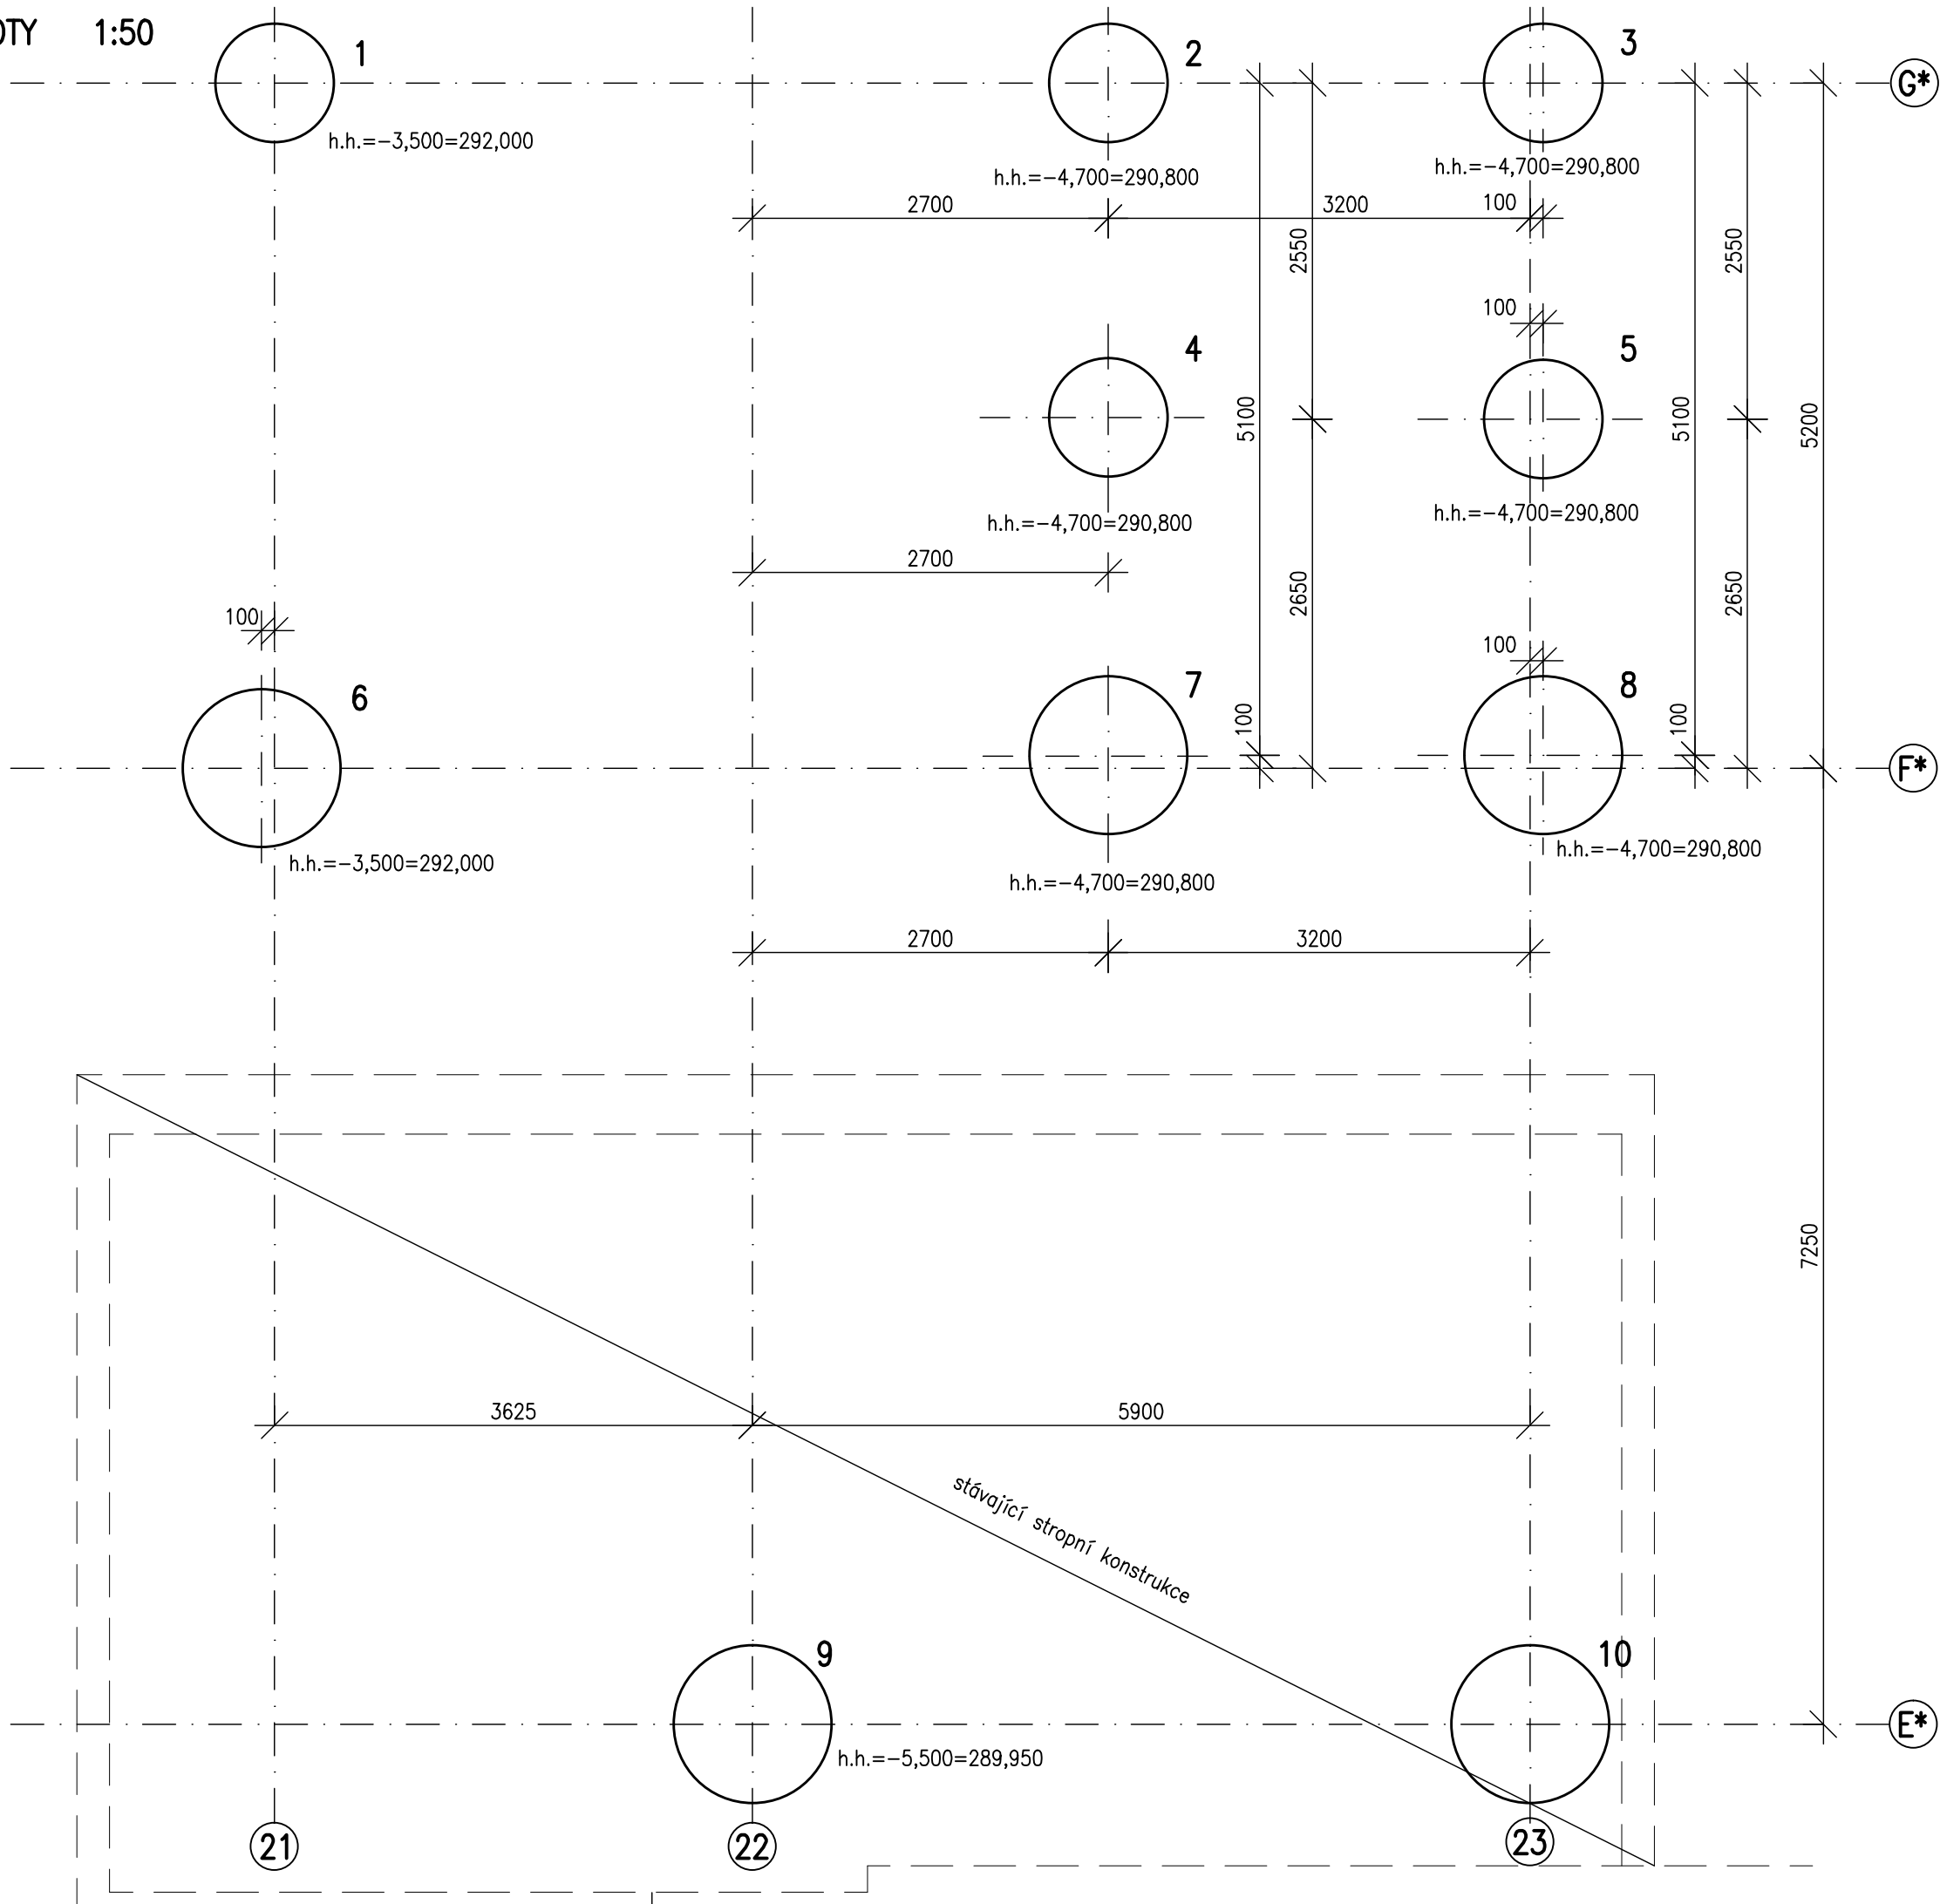 OTY 1:50
1
2
3
G*
h.h.=−3,500=292,000
h.h.=−4,700=290,800
h.h.=−4,700=290,800
2700
3200
100
2550
2550
100
4
5
5100
5100
5200
h.h.=−4,700=290,800
h.h.=−4,700=290,800
2700
2650
2650
100
100
6
7
8
100
100
F*
h.h.=−3,500=292,000
h.h.=−4,700=290,800
h.h.=−4,700=290,800
2700
3200
7250
3625
5900
stávající stropní konstrukce
9
10
E*
h.h.=−5,500=289,950
21
22
23